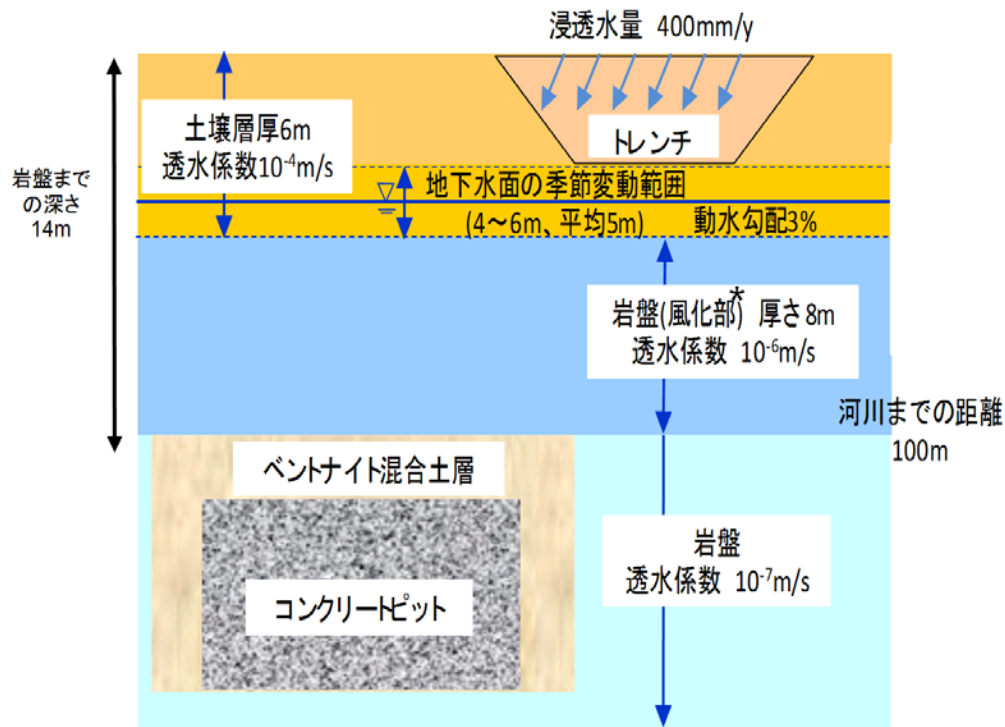 浸透水量 400mm/y
土壌層厚6m
透水係数10⁻⁴m/s
トレンチ
岩盤まで
の深さ
14m
地下水面の季節変動範囲
(4～6m、平均5m) 動水勾配3%
岩盤(風化部)* 厚さ8m
透水係数 10⁻⁶m/s
河川までの距離
100m
ベントナイト混合土層
岩盤
透水係数 10⁻⁷m/s
コンクリートピット